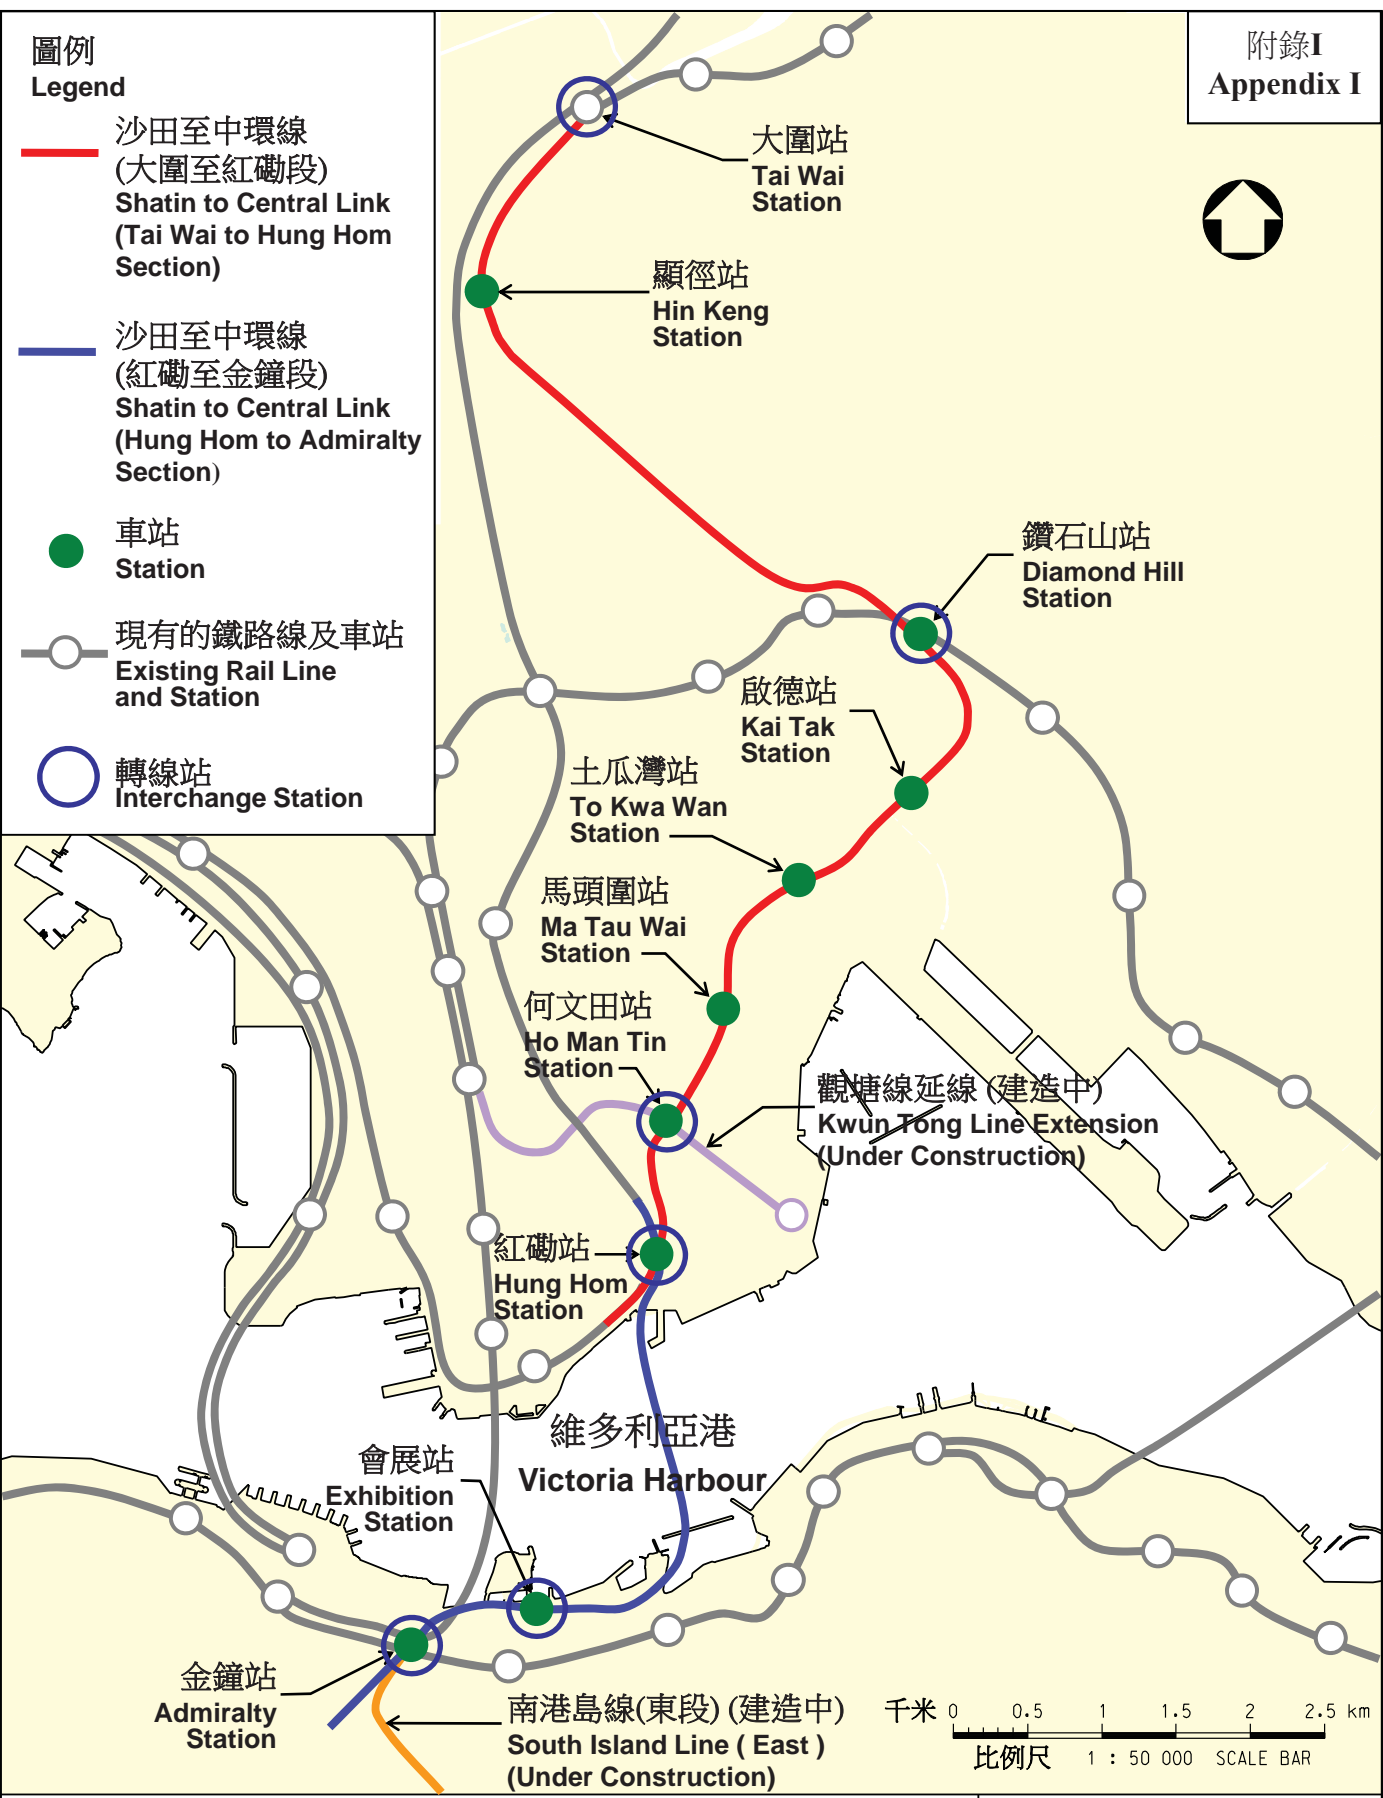 圖例
Legend
沙田至中環線
(大圍至紅磡段)
Shatin to Central Link
(Tai Wai to Hung Hom
Section)
沙田至中環線
(紅磡至金鐘段)
Shatin to Central Link
(Hung Hom to Admiralty
Section)
車站
Station
現有的鐵路線及車站
Existing Rail Line
and Station
轉線站
Interchange Station
附錄I
Appendix I
大圍站
Tai Wai
Station
顯徑站
Hin Keng
Station
鑽石山站
Diamond Hill
Station
啟德站
Kai Tak
Station
土瓜灣站
To Kwa Wan
Station
馬頭圍站
Ma Tau Wai
Station
何文田站
Ho Man Tin
Station
觀塘線延線 (建造中)
Kwun Tong Line Extension
(Under Construction)
紅磡站
Hung Hom
Station
維多利亞港
Victoria Harbour
會展站
Exhibition
Station
金鐘站
Admiralty
Station
南港島線(東段) (建造中)
South Island Line ( East )
(Under Construction)
千米 0 0.5 1 1.5 2 2.5 km
比例尺 1 : 50 000 SCALE BAR